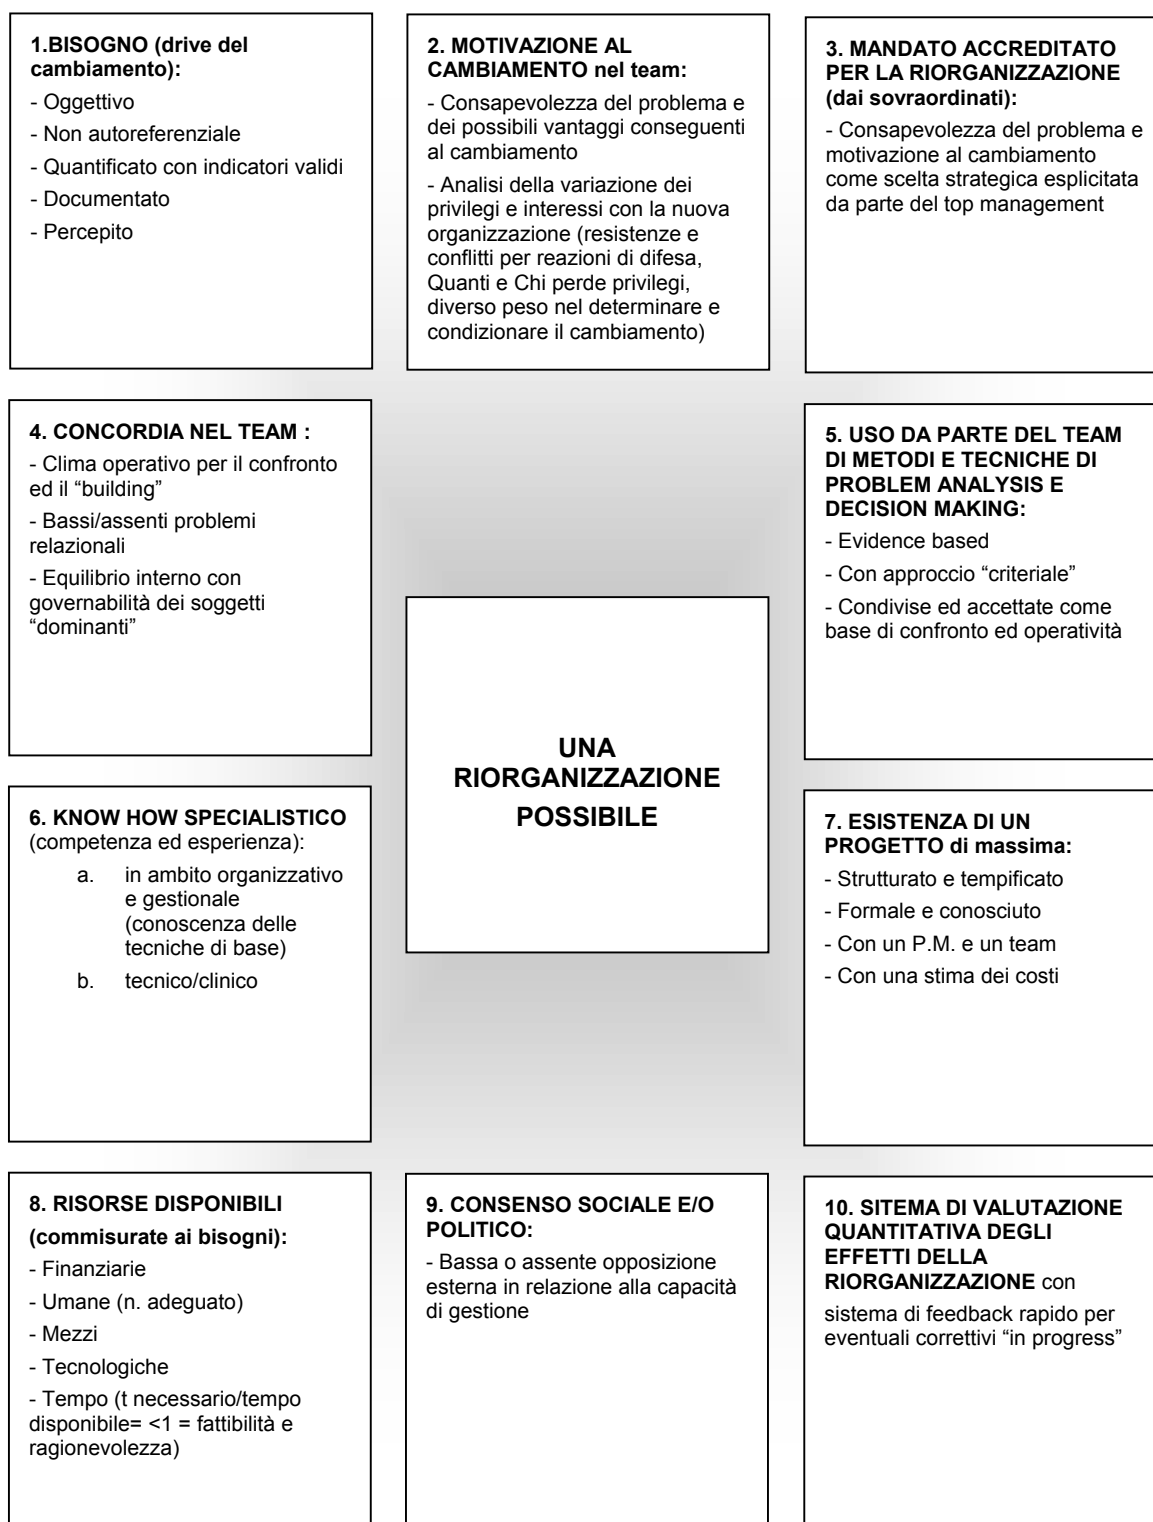 1.BISOGNO (drive del
cambiamento):
- Oggettivo
- Non autoreferenziale
- Quantificato con indicatori validi
- Documentato
- Percepito
2. MOTIVAZIONE AL
CAMBIAMENTO nel team:
- Consapevolezza del problema e
dei possibili vantaggi conseguenti
al cambiamento
- Analisi della variazione dei
privilegi e interessi con la nuova
organizzazione (resistenze e
conflitti per reazioni di difesa,
Quanti e Chi perde privilegi,
diverso peso nel determinare e
condizionare il cambiamento)
3. MANDATO ACCREDITATO
PER LA RIORGANIZZAZIONE
(dai sovraordinati):
- Consapevolezza del problema e
motivazione al cambiamento
come scelta strategica esplicitata
da parte del top management
4. CONCORDIA NEL TEAM :
- Clima operativo per il confronto
ed il “building”
- Bassi/assenti problemi
relazionali
- Equilibrio interno con
governabilità dei soggetti
“dominanti”
5. USO DA PARTE DEL TEAM
DI METODI E TECNICHE DI
PROBLEM ANALYSIS E
DECISION MAKING:
- Evidence based
- Con approccio “criteriale”
- Condivise ed accettate come
base di confronto ed operatività
UNA
RIORGANIZZAZIONE
POSSIBILE
6. KNOW HOW SPECIALISTICO
(competenza ed esperienza):
a. in ambito organizzativo
e gestionale
(conoscenza delle
tecniche di base)
b. tecnico/clinico
7. ESISTENZA DI UN
PROGETTO di massima:
- Strutturato e tempificato
- Formale e conosciuto
- Con un P.M. e un team
- Con una stima dei costi
8. RISORSE DISPONIBILI
(commisurate ai bisogni):
- Finanziarie
- Umane (n. adeguato)
- Mezzi
- Tecnologiche
- Tempo (t necessario/tempo
disponibile= <1 = fattibilità e
ragionevolezza)
9. CONSENSO SOCIALE E/O
POLITICO:
- Bassa o assente opposizione
esterna in relazione alla capacità
di gestione
10. SITEMA DI VALUTAZIONE
QUANTITATIVA DEGLI
EFFETTI DELLA
RIORGANIZZAZIONE con
sistema di feedback rapido per
eventuali correttivi “in progress”